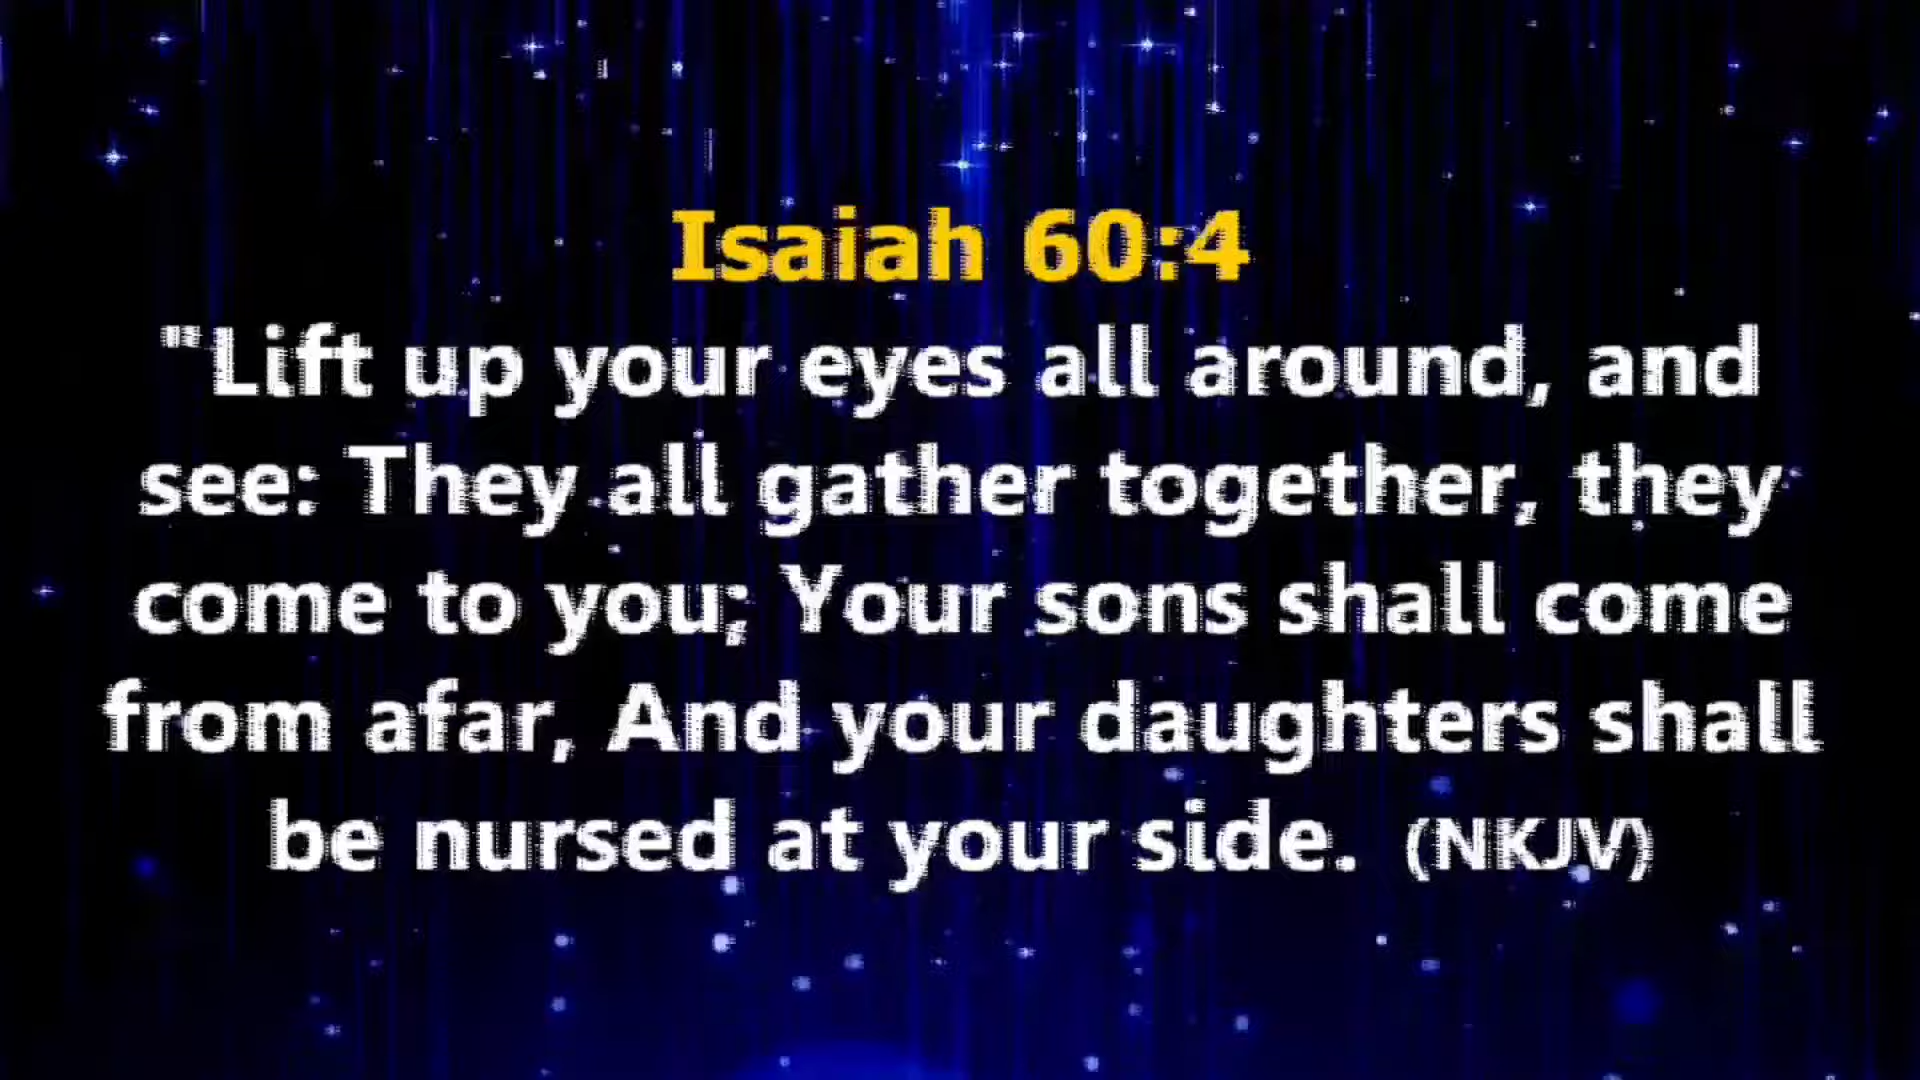 Isaiah 60:4
"Lift up your eyes all around, and
see: They all gather together, they
come to you; Your sons shall come
from afar, And your daughters shall
be nursed at your side. (NKJV)